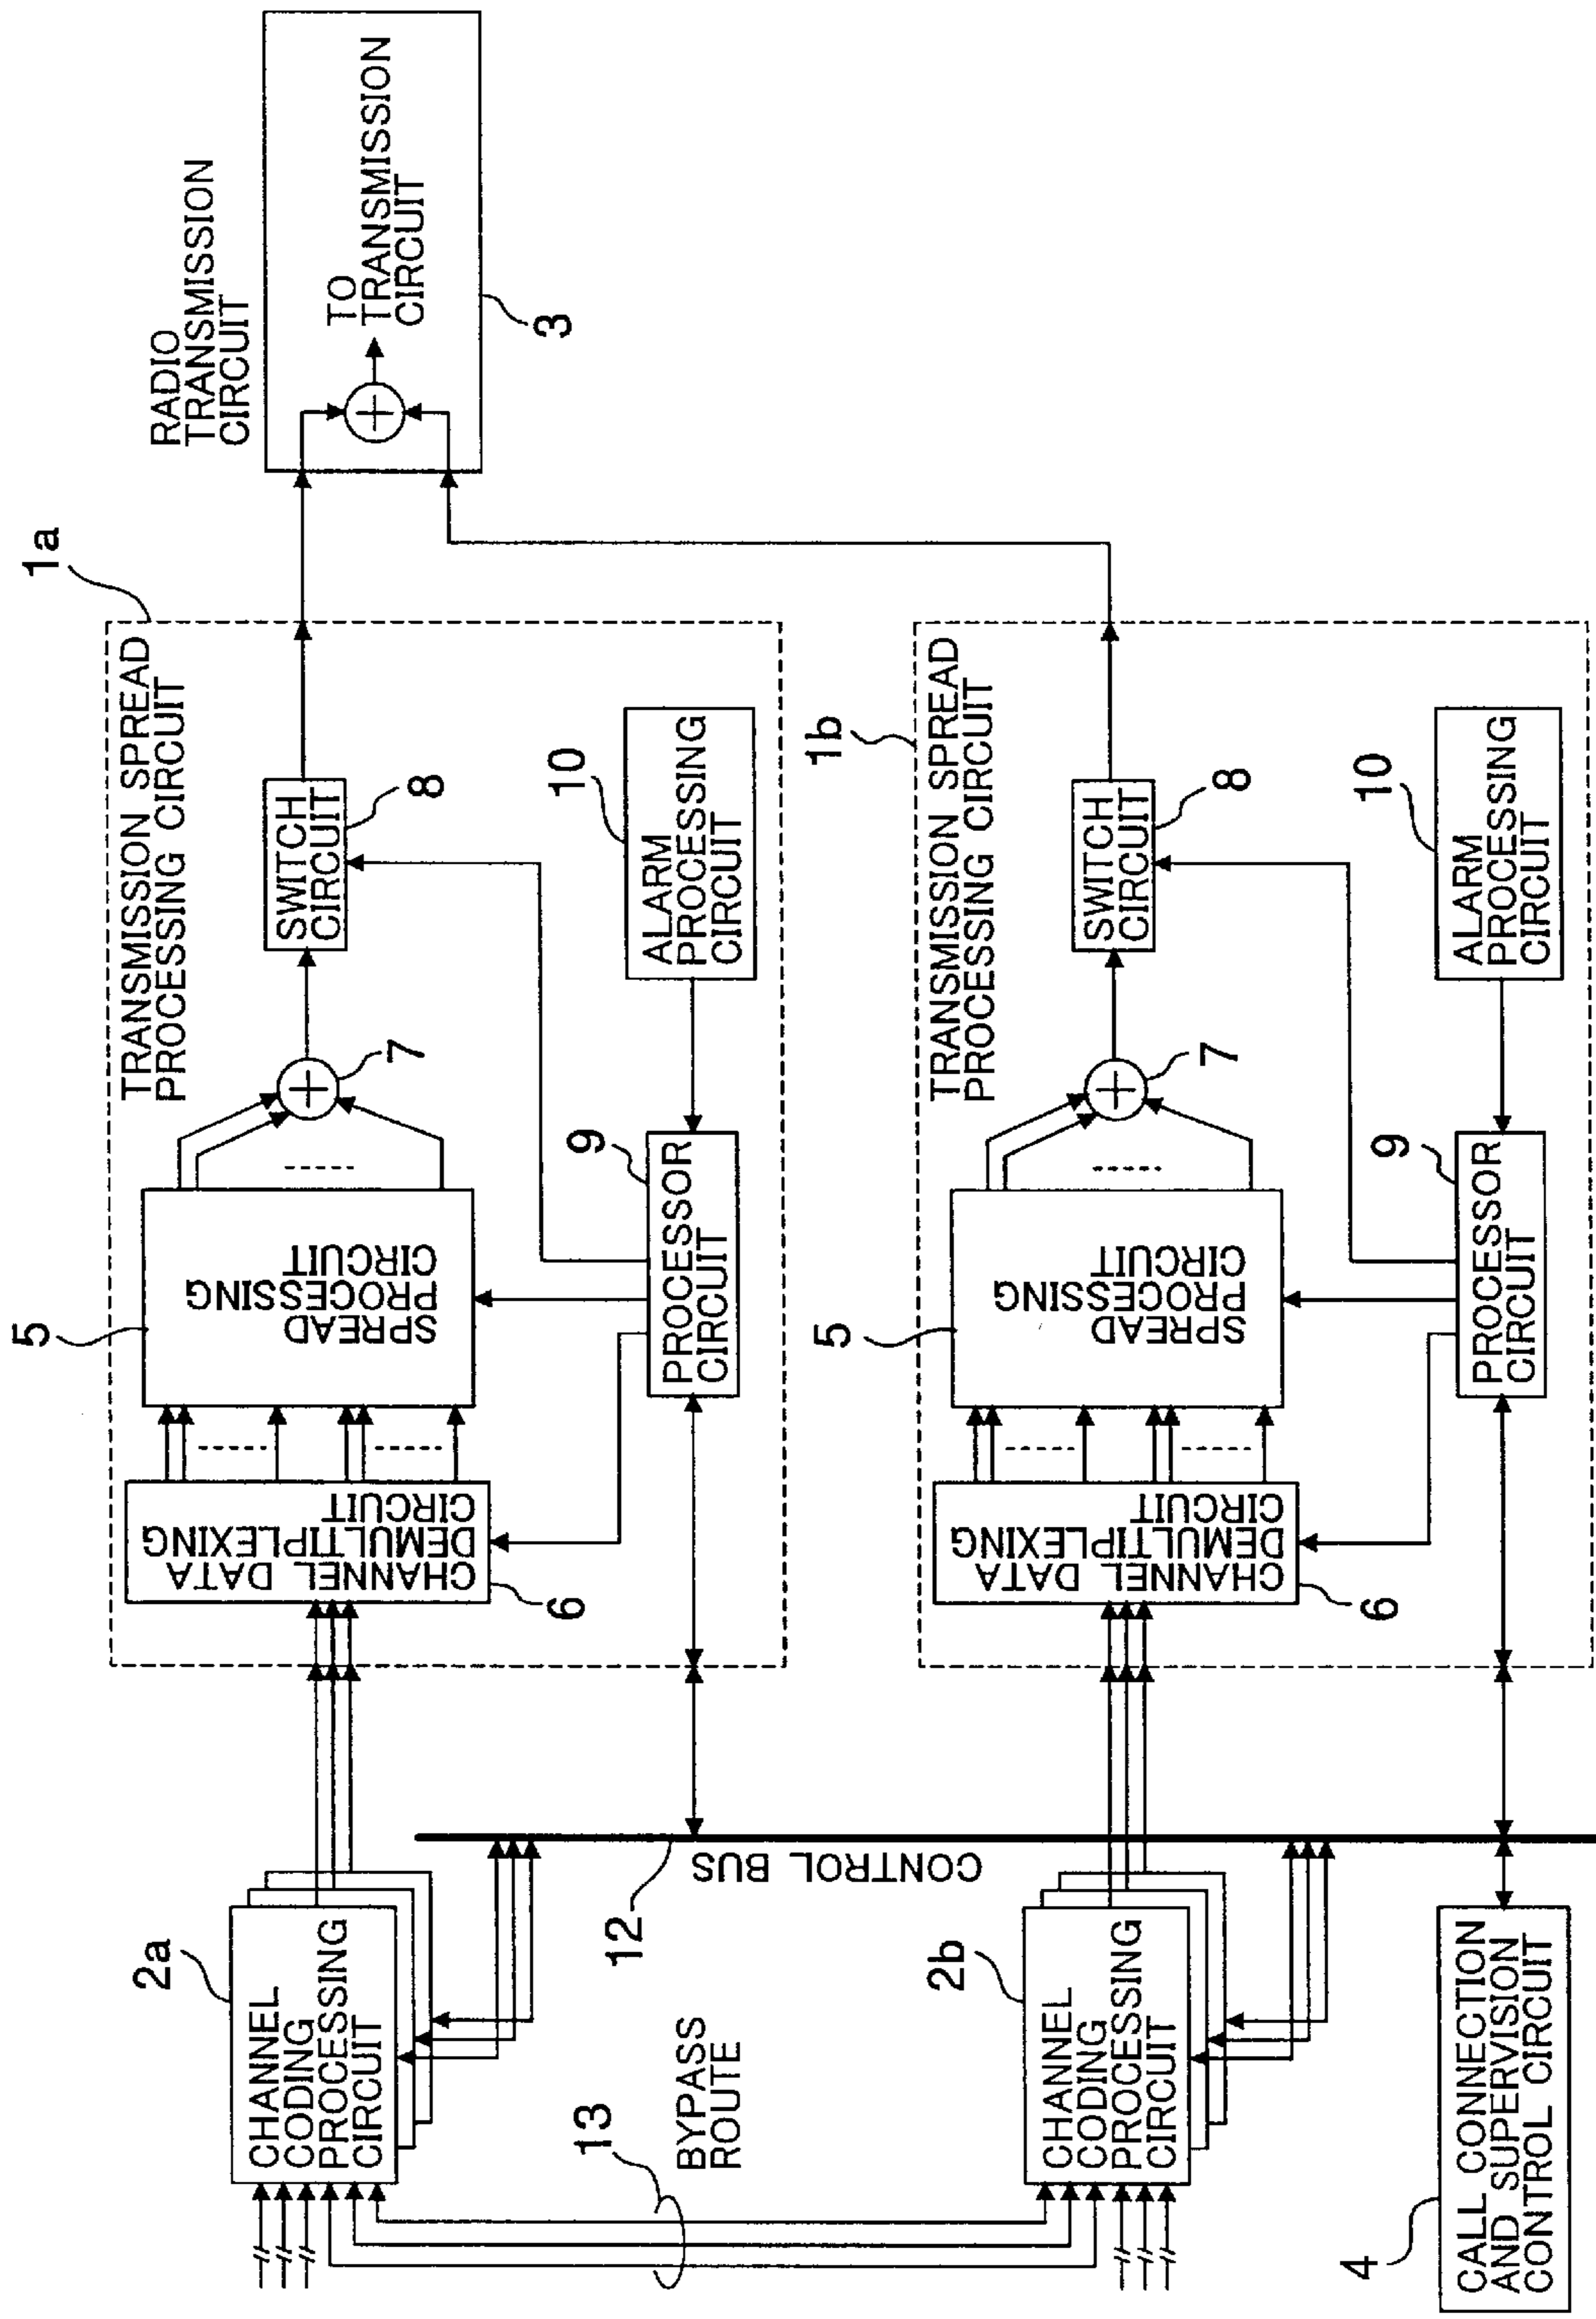 RADIO
TRANSMISSION
CIRCUIT
TO
TRANSMISSION
CIRCUIT
3
1a
TRANSMISSION SPREAD
PROCESSING CIRCUIT
SWITCH
CIRCUIT
8
10
ALARM
PROCESSING
CIRCUIT
7
9
PROCESSOR
CIRCUIT
5
SPREAD
PROCESSING
CIRCUIT
CHANNEL DATA
DEMULTIPLEXING
CIRCUIT
6
1b
TRANSMISSION SPREAD
PROCESSING CIRCUIT
SWITCH
CIRCUIT
8
10
ALARM
PROCESSING
CIRCUIT
7
9
PROCESSOR
CIRCUIT
5
SPREAD
PROCESSING
CIRCUIT
CHANNEL DATA
DEMULTIPLEXING
CIRCUIT
6
2a
CHANNEL
CODING
PROCESSING
CIRCUIT
12
CONTROL BUS
13
BYPASS
ROUTE
2b
CHANNEL
CODING
PROCESSING
CIRCUIT
4
CALL CONNECTION
AND SUPERVISION
CONTROL CIRCUIT